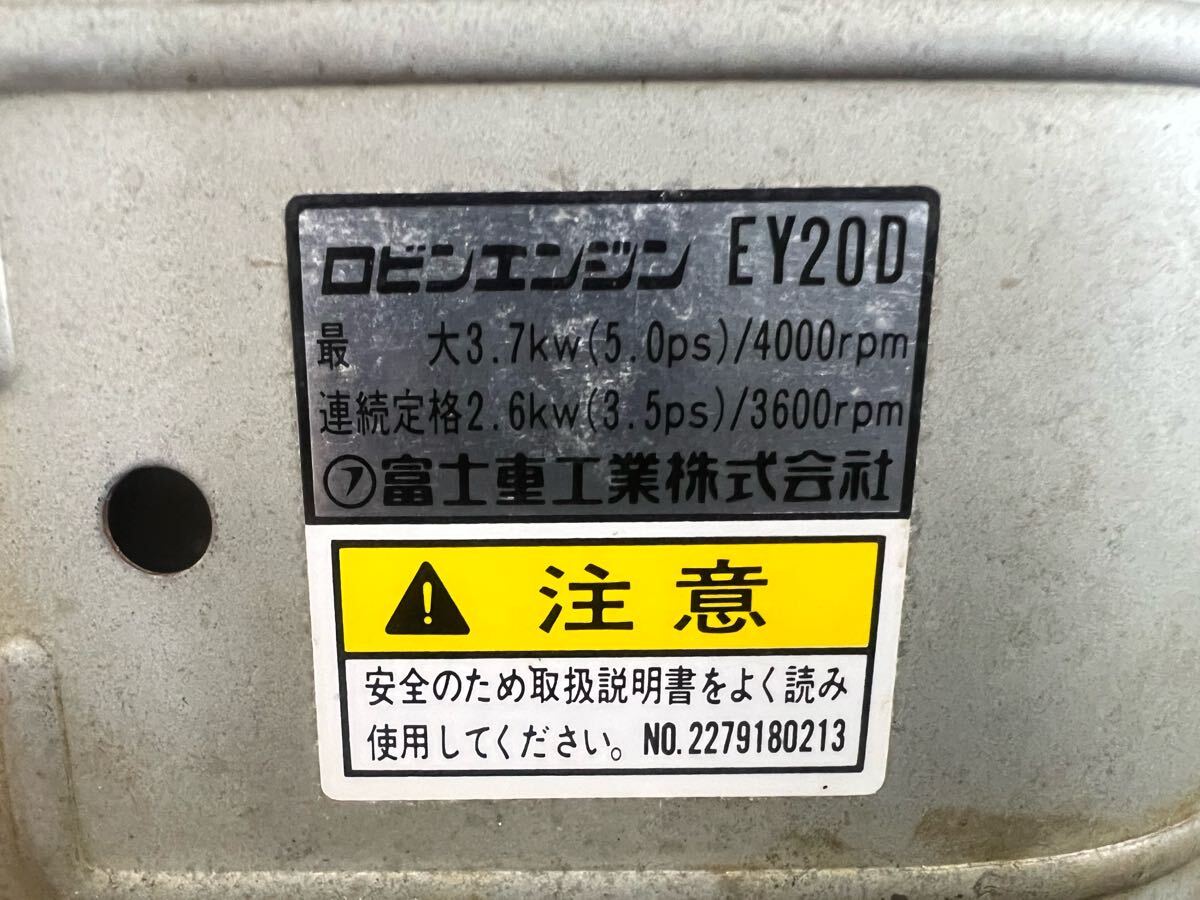 ロビンエンジン EY20D
最 大3.7kw(5.0ps)/4000rpm
連続定格2.6kw(3.5ps)/3600rpm
㋐富士重工業株式会社
注意
安全のため取扱説明書をよく読み
使用してください。 NO.2279180213